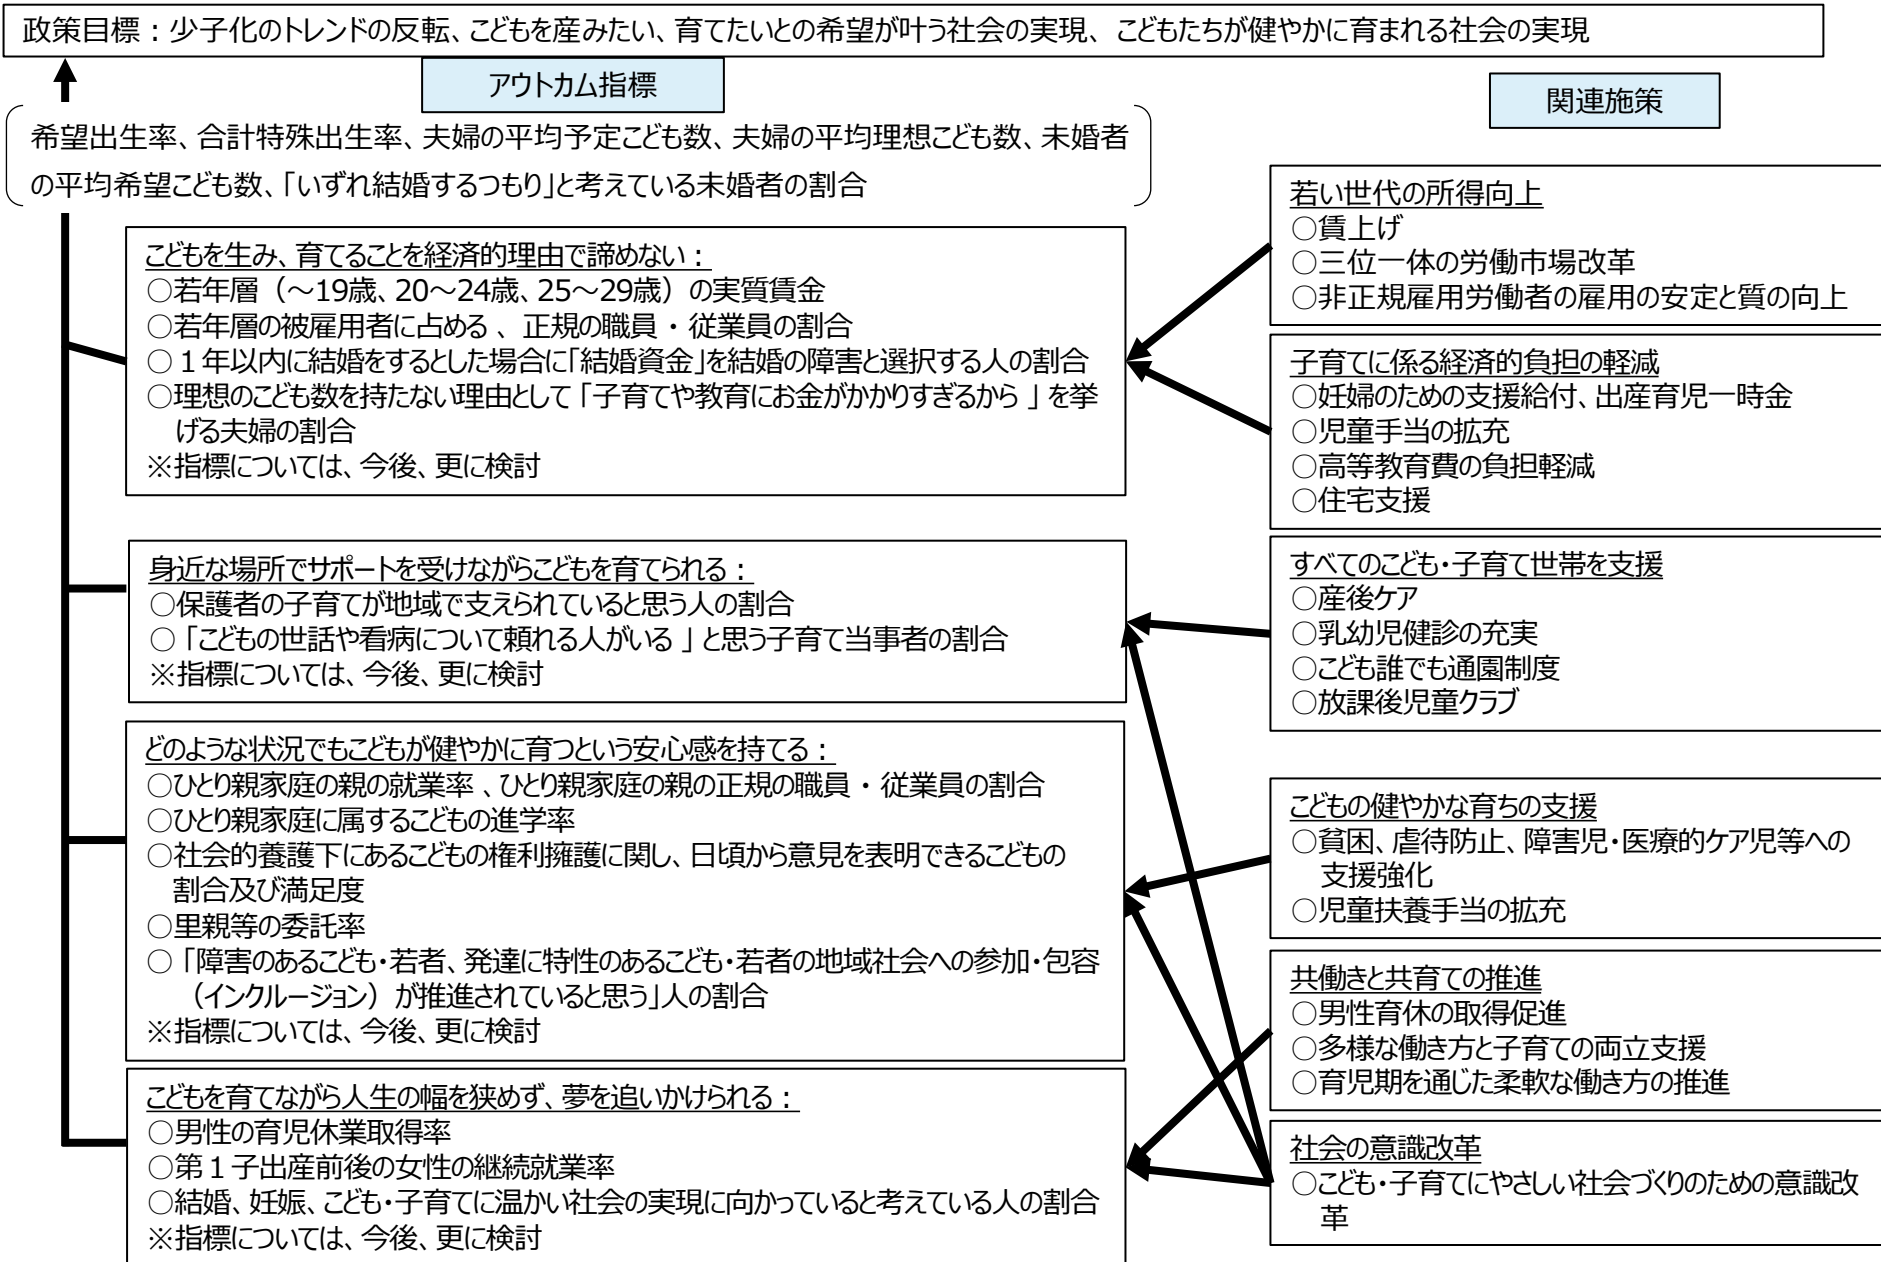 政策目標：少子化のトレンドの反転、こどもを産みたい、育てたいとの希望が叶う社会の実現、こどもたちが健やかに育まれる社会の実現
アウトカム指標
関連施策
希望出生率、合計特殊出生率、夫婦の平均予定こども数、夫婦の平均理想こども数、未婚者
の平均希望こども数、「いずれ結婚するつもり」と考えている未婚者の割合
こどもを生み、育てることを経済的理由で諦めない：
○若年層（～19歳、20～24歳、25～29歳）の実質賃金
○若年層の被雇用者に占める、正規の職員・従業員の割合
○１年以内に結婚をするとした場合に「結婚資金」を結婚の障害と選択する人の割合
○理想のこども数を持たない理由として「子育てや教育にお金がかかりすぎるから」を挙
げる夫婦の割合
※指標については、今後、更に検討
身近な場所でサポートを受けながらこどもを育てられる：
○保護者の子育てが地域で支えられていると思う人の割合
○「こどもの世話や看病について頼れる人がいる」と思う子育て当事者の割合
※指標については、今後、更に検討
どのような状況でもこどもが健やかに育つという安心感を持てる：
○ひとり親家庭の親の就業率、ひとり親家庭の親の正規の職員・従業員の割合
○ひとり親家庭に属するこどもの進学率
○社会的養護下にあるこどもの権利擁護に関し、日頃から意見を表明できるこどもの
割合及び満足度
○里親等の委託率
○「障害のあるこども・若者、発達に特性のあるこども・若者の地域社会への参加・包容
（インクルージョン）が推進されていると思う」人の割合
※指標については、今後、更に検討
こどもを育てながら人生の幅を狭めず、夢を追いかけられる：
○男性の育児休業取得率
○第１子出産前後の女性の継続就業率
○結婚、妊娠、こども・子育てに温かい社会の実現に向かっていると考えている人の割合
※指標については、今後、更に検討
若い世代の所得向上
○賃上げ
○三位一体の労働市場改革
○非正規雇用労働者の雇用の安定と質の向上
子育てに係る経済的負担の軽減
○妊婦のための支援給付、出産育児一時金
○児童手当の拡充
○高等教育費の負担軽減
○住宅支援
すべてのこども・子育て世帯を支援
○産後ケア
○乳幼児健診の充実
○こども誰でも通園制度
○放課後児童クラブ
こどもの健やかな育ちの支援
○貧困、虐待防止、障害児・医療的ケア児等への
支援強化
○児童扶養手当の拡充
共働きと共育ての推進
○男性育休の取得促進
○多様な働き方と子育ての両立支援
○育児期を通じた柔軟な働き方の推進
社会の意識改革
○こども・子育てにやさしい社会づくりのための意識改
革